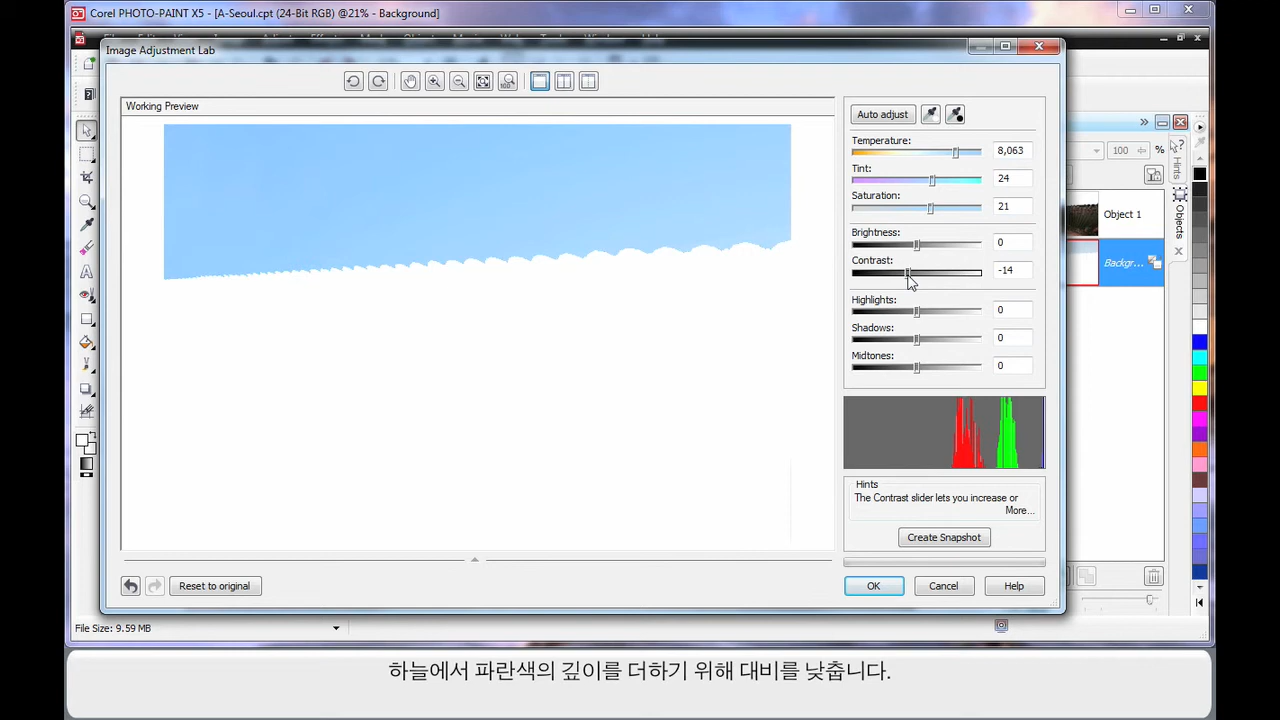 Corel PHOTO-PAINT X5 - [A-Seoul.cpt (24-Bit RGB) @21% - Background]
Image Adjustment Lab
Working Preview
Auto adjust
Temperature:
8,063
Tint:
24
Saturation:
21
Brightness:
0
Contrast:
-14
Highlights:
0
Shadows:
0
Midtones:
0
Hints
The Contrast slider lets you increase or
More...
Create Snapshot
Reset to original
OK
Cancel
Help
100
%
Hints
Objects
Object 1
Backgr...
File Size: 9.59 MB
하늘에서 파란색의 깊이를 더하기 위해 대비를 낮춥니다.